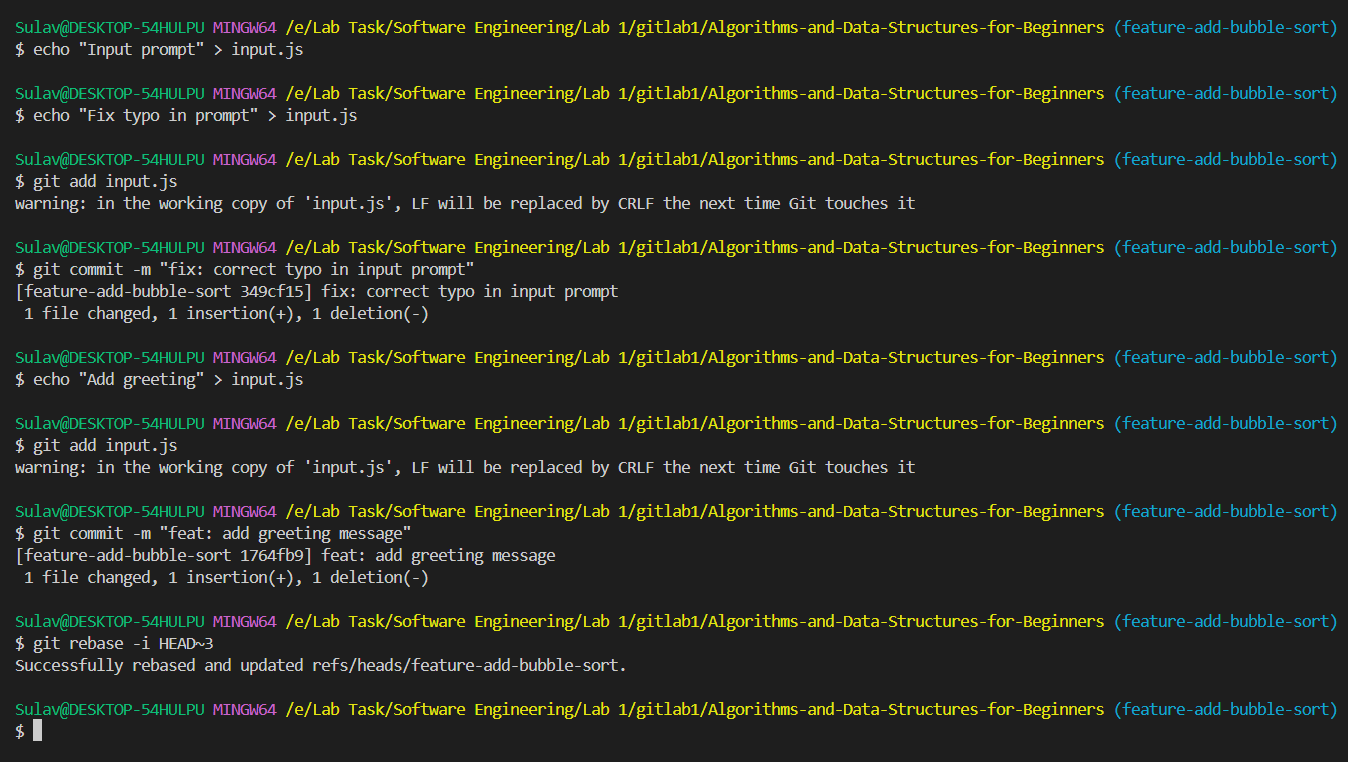 Sulav@DESKTOP-54HULPU MINGW64 /e/Lab Task/Software Engineering/Lab 1/gitlab1/Algorithms-and-Data-Structures-for-Beginners (feature-add-bubble-sort)
$ echo "Input prompt" > input.js
Sulav@DESKTOP-54HULPU MINGW64 /e/Lab Task/Software Engineering/Lab 1/gitlab1/Algorithms-and-Data-Structures-for-Beginners (feature-add-bubble-sort)
$ echo "Fix typo in prompt" > input.js
Sulav@DESKTOP-54HULPU MINGW64 /e/Lab Task/Software Engineering/Lab 1/gitlab1/Algorithms-and-Data-Structures-for-Beginners (feature-add-bubble-sort)
$ git add input.js
warning: in the working copy of 'input.js', LF will be replaced by CRLF the next time Git touches it
Sulav@DESKTOP-54HULPU MINGW64 /e/Lab Task/Software Engineering/Lab 1/gitlab1/Algorithms-and-Data-Structures-for-Beginners (feature-add-bubble-sort)
$ git commit -m "fix: correct typo in input prompt"
[feature-add-bubble-sort 349cf15] fix: correct typo in input prompt
1 file changed, 1 insertion(+), 1 deletion(-)
Sulav@DESKTOP-54HULPU MINGW64 /e/Lab Task/Software Engineering/Lab 1/gitlab1/Algorithms-and-Data-Structures-for-Beginners (feature-add-bubble-sort)
$ echo "Add greeting" > input.js
Sulav@DESKTOP-54HULPU MINGW64 /e/Lab Task/Software Engineering/Lab 1/gitlab1/Algorithms-and-Data-Structures-for-Beginners (feature-add-bubble-sort)
$ git add input.js
warning: in the working copy of 'input.js', LF will be replaced by CRLF the next time Git touches it
Sulav@DESKTOP-54HULPU MINGW64 /e/Lab Task/Software Engineering/Lab 1/gitlab1/Algorithms-and-Data-Structures-for-Beginners (feature-add-bubble-sort)
$ git commit -m "feat: add greeting message"
[feature-add-bubble-sort 1764fb9] feat: add greeting message
1 file changed, 1 insertion(+), 1 deletion(-)
Sulav@DESKTOP-54HULPU MINGW64 /e/Lab Task/Software Engineering/Lab 1/gitlab1/Algorithms-and-Data-Structures-for-Beginners (feature-add-bubble-sort)
$ git rebase -i HEAD~3
Successfully rebased and updated refs/heads/feature-add-bubble-sort.
Sulav@DESKTOP-54HULPU MINGW64 /e/Lab Task/Software Engineering/Lab 1/gitlab1/Algorithms-and-Data-Structures-for-Beginners (feature-add-bubble-sort)
$